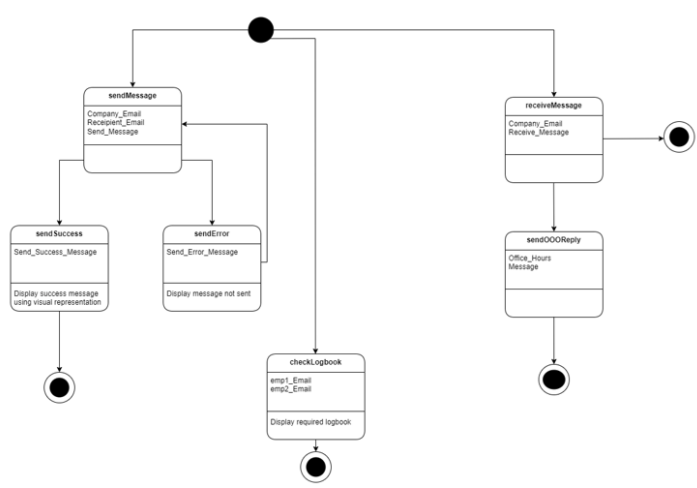 sendMessage
Company_Email
Receipient_Email
Send_Message
receiveMessage
Company_Email
Receive_Message
sendSuccess
Send_Success_Message
Display success message
using visual representation
sendError
Send_Error_Message
Display message not sent
sendOOOReply
Office_Hours
Message
checkLogbook
emp1_Email
emp2_Email
Display required logbook